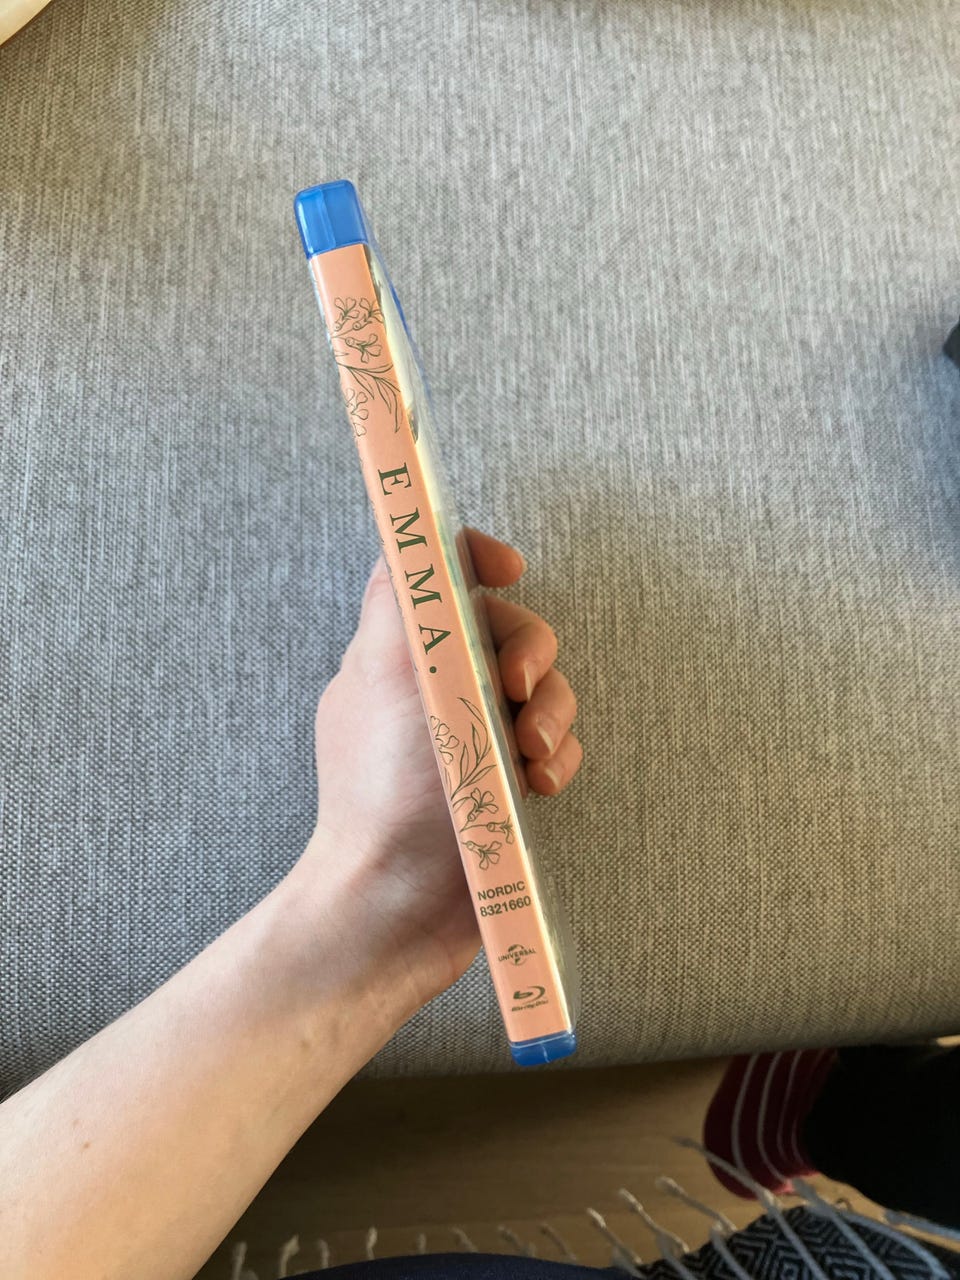 EMMA.
NORDIC
8321660
UNIVERSAL
Blu-ray Disc